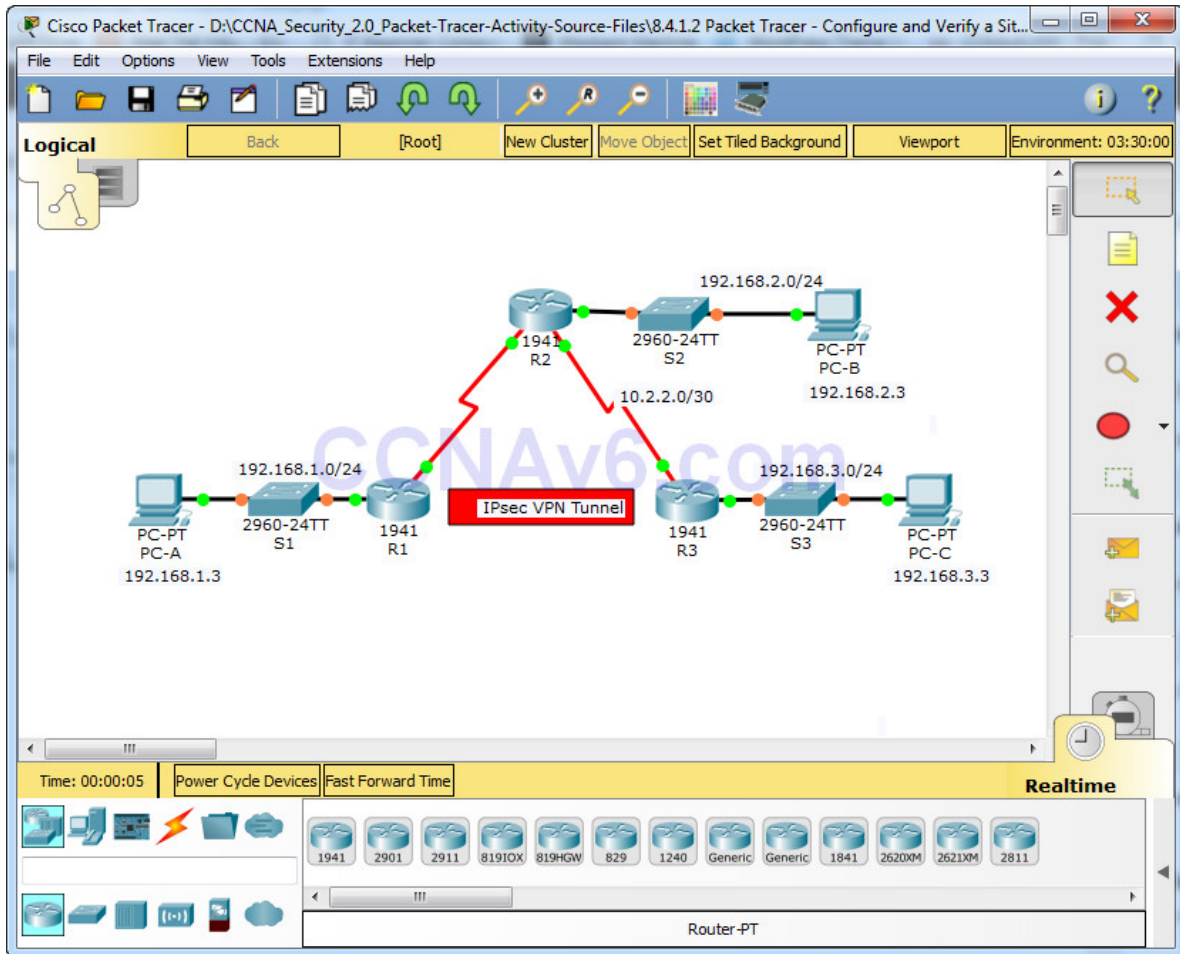 Cisco Packet Tracer - D:\CCNA_Security_2.0_Packet-Tracer-Activity-Source-Files\8.4.1.2 Packet Tracer - Configure and Verify a Sit...
File Edit Options View Tools Extensions Help
Logical
Back
[Root]
New Cluster
Move Object
Set Tiled Background
Viewport
Environment: 03:30:00
192.168.2.0/24
1941
R2
2960-24TT
S2
PC-PT
PC-B
192.168.2.3
10.2.2.0/30
CCNAv6.com
192.168.1.0/24
192.168.3.0/24
IPsec VPN Tunnel
PC-PT
PC-A
192.168.1.3
2960-24TT
S1
1941
R1
1941
R3
2960-24TT
S3
PC-PT
PC-C
192.168.3.3
Time: 00:00:05
Power Cycle Devices
Fast Forward Time
Realtime
1941
2901
2911
819IOX
819HGW
829
1240
Generic
Generic
1841
2620XM
2621XM
2811
Router-PT